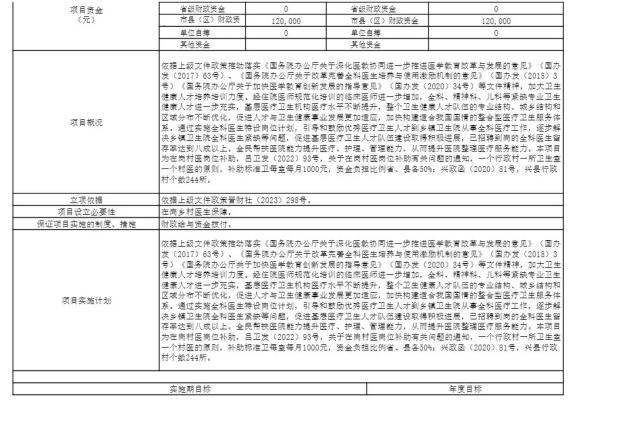 项目资金
（元）
省级财政资金 0 省级财政资金 0
市县（区）财政资 120,000 市县（区）财政资 120,000
单位自筹 0 单位自筹 0
其他资金 其他资金
项目概况
依据上级文件政策推动落实《国务院办公厅关于深化医教协同进一步推进医学教育改革与发展的意见》（国办
发（2017）63号）、《国务院办公厅关于改革完善全科医生培养与使用激励机制的意见》（国办发（2018）3
号）《国务院办公厅关于加快医学教育创新发展的指导意见》（国办发（2020）34号）等文件精神，加大卫生
健康人才培养培训力度。经住院医师规范化培训的临床医师进一步增加，全科、精神科、儿科等紧缺专业卫生
健康人才进一步充实，基层医疗卫生机构医疗水平不断提升，整个卫生健康人才队伍的专业结构、城乡结构和
区域分布不断优化，促进人才与卫生健康事业发展更加适应，加快构建适合我国国情的整合型医疗卫生服务体
系。通过实施全科医生特设岗位计划，引导和鼓励优秀医疗卫生人才到乡镇卫生院从事全科医疗工作，逐步解
决乡镇卫生院全科医生紧缺等问题，促进基层医疗卫生人才队伍建设取得积极进展，已招聘到岗的全科医生留
存率达到八成以上。全民帮扶医院能力提升医疗、护理、管理能力，从而提升医院整理医疗服务能力。本项目
为在岗村医岗位补助，吕卫发（2022）93号，关于在岗村医岗位补助有关问题的通知，一个行政村一所卫生室
一个村医的原则，补助标准卫每室每月1000元，资金负担比例省、县各50%；兴政函（2020）81号，兴县行政
村个数244所。
立项依据 依据上级文件政策晋财社（2023）298号。
项目设立必要性 在岗乡村医生保障。
保证项目实施的制度、措施 财政给与资金拨付。
项目实施计划
依据上级文件政策推动落实《国务院办公厅关于深化医教协同进一步推进医学教育改革与发展的意见》（国办
发（2017）63号）、《国务院办公厅关于改革完善全科医生培养与使用激励机制的意见》（国办发（2018）3
号）《国务院办公厅关于加快医学教育创新发展的指导意见》（国办发（2020）34号）等文件精神，加大卫生
健康人才培养培训力度。经住院医师规范化培训的临床医师进一步增加，全科、精神科、儿科等紧缺专业卫生
健康人才进一步充实，基层医疗卫生机构医疗水平不断提升，整个卫生健康人才队伍的专业结构、城乡结构和
区域分布不断优化，促进人才与卫生健康事业发展更加适应，加快构建适合我国国情的整合型医疗卫生服务体
系。通过实施全科医生特设岗位计划，引导和鼓励优秀医疗卫生人才到乡镇卫生院从事全科医疗工作，逐步解
决乡镇卫生院全科医生紧缺等问题，促进基层医疗卫生人才队伍建设取得积极进展，已招聘到岗的全科医生留
存率达到八成以上。全民帮扶医院能力提升医疗、护理、管理能力，从而提升医院整理医疗服务能力。本项目
为在岗村医岗位补助，吕卫发（2022）93号，关于在岗村医岗位补助有关问题的通知，一个行政村一所卫生室
一个村医的原则，补助标准卫每室每月1000元，资金负担比例省、县各50%；兴政函（2020）81号，兴县行政
村个数244所。
实施期目标 年度目标